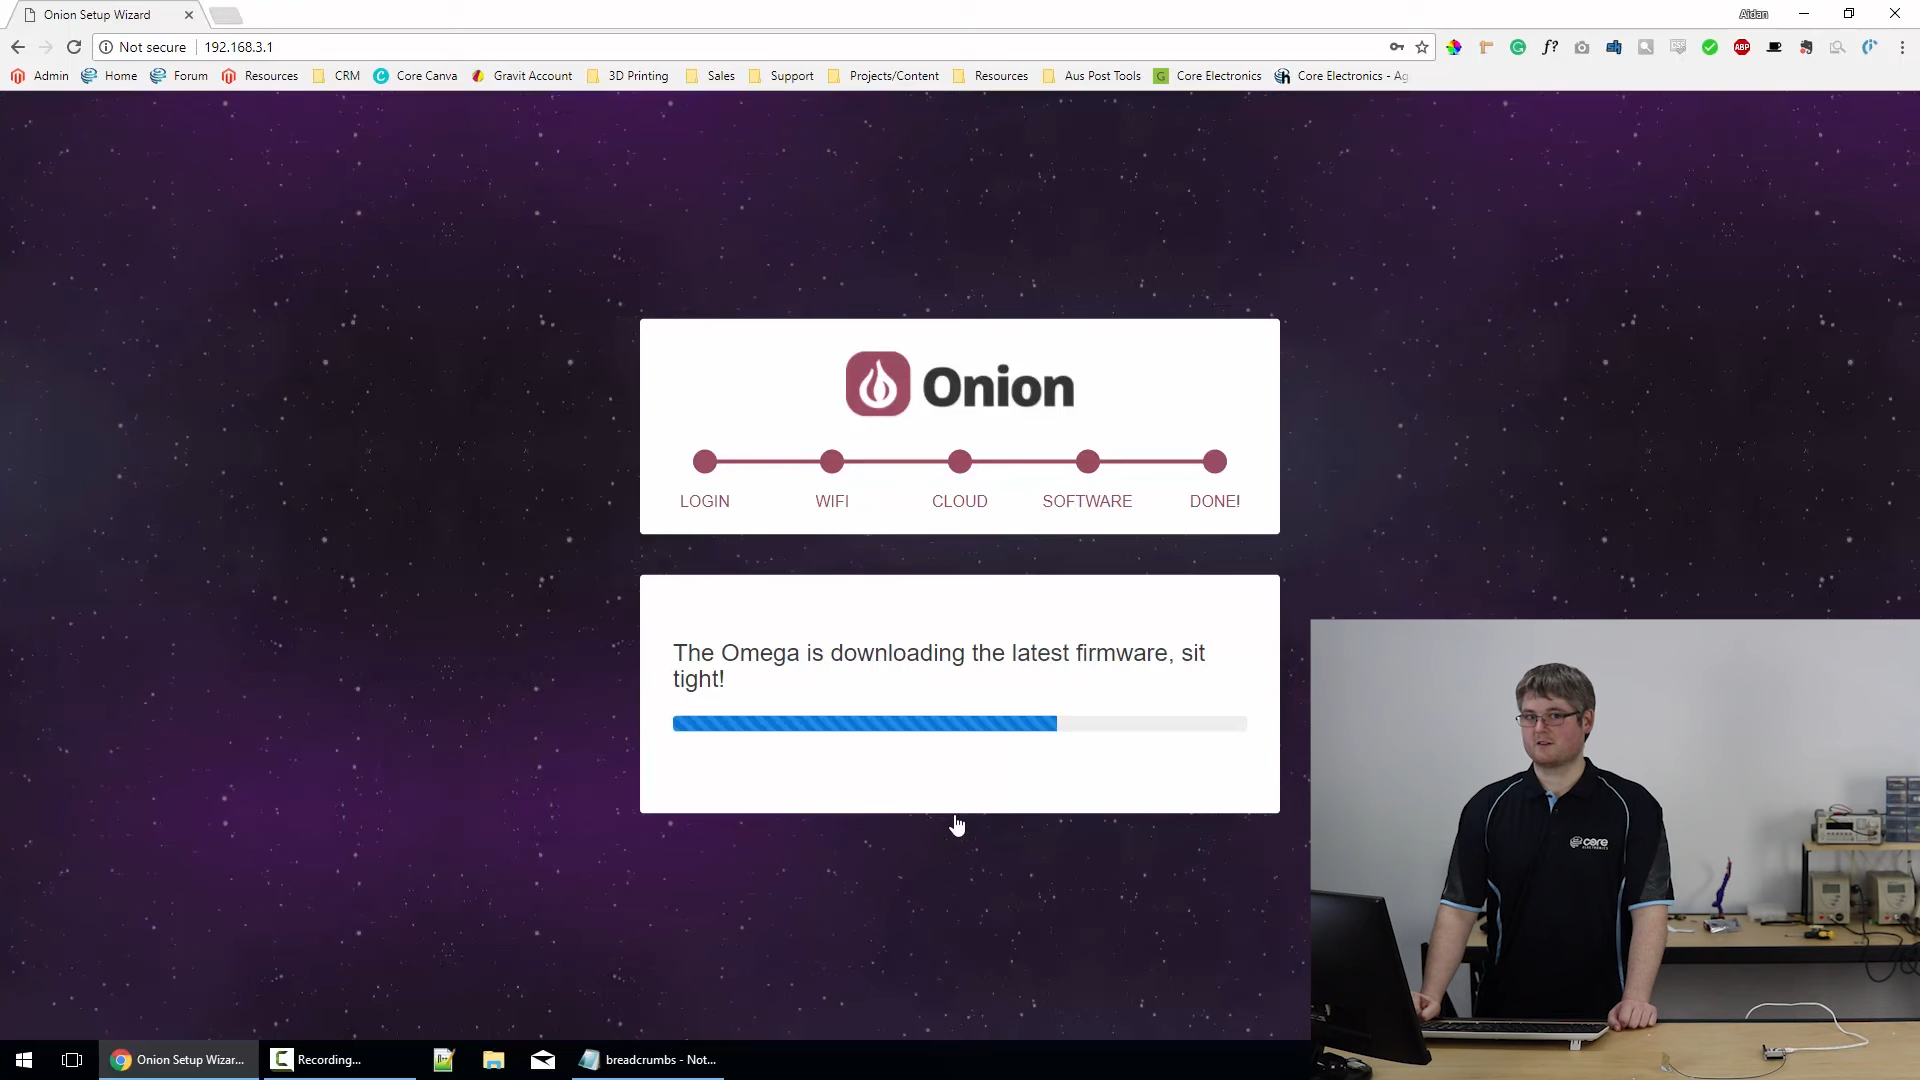 Onion Setup Wizard
Aidan
Not secure
192.168.3.1
Admin
Home
Forum
Resources
CRM
Core Canva
Gravit Account
3D Printing
Sales
Support
Projects/Content
Resources
Aus Post Tools
Core Electronics
Core Electronics - Ag
Onion
LOGIN
WIFI
CLOUD
SOFTWARE
DONE!
The Omega is downloading the latest firmware, sit
tight!
core
ELECTRONICS
Onion Setup Wizar...
Recording...
breadcrumbs - Not...